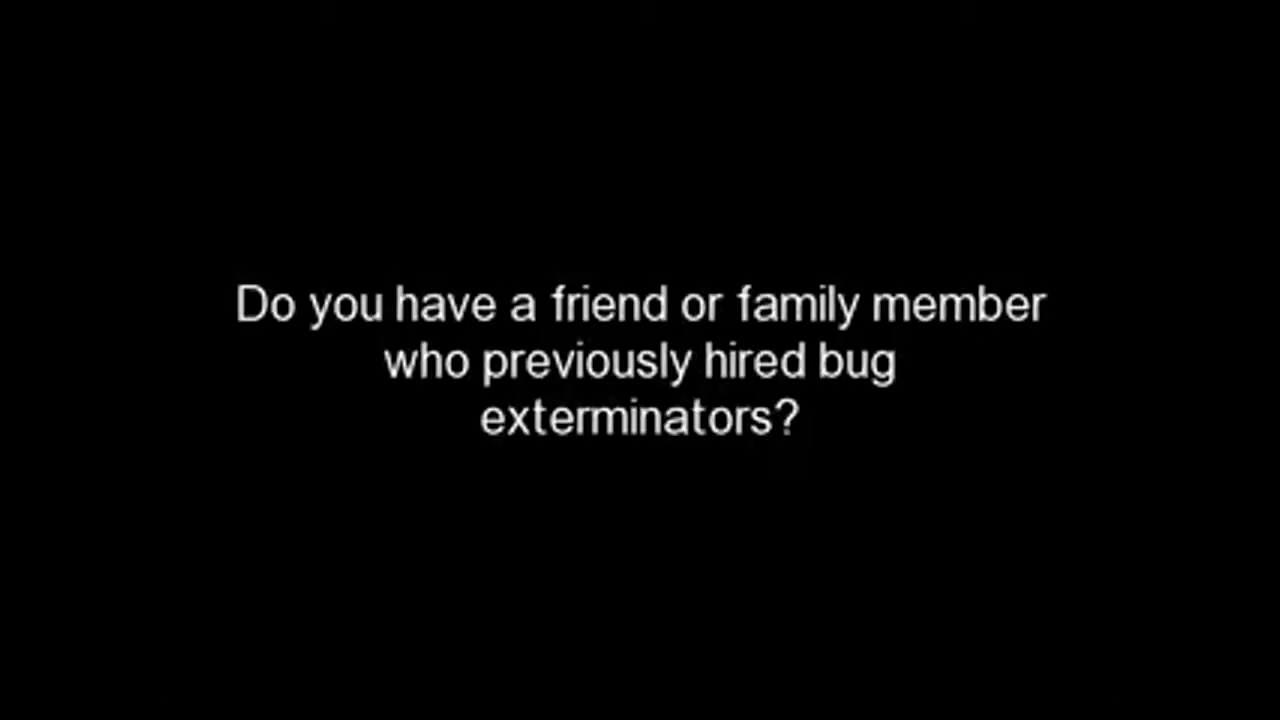 Do you have a friend or family member
who previously hired bug
exterminators?